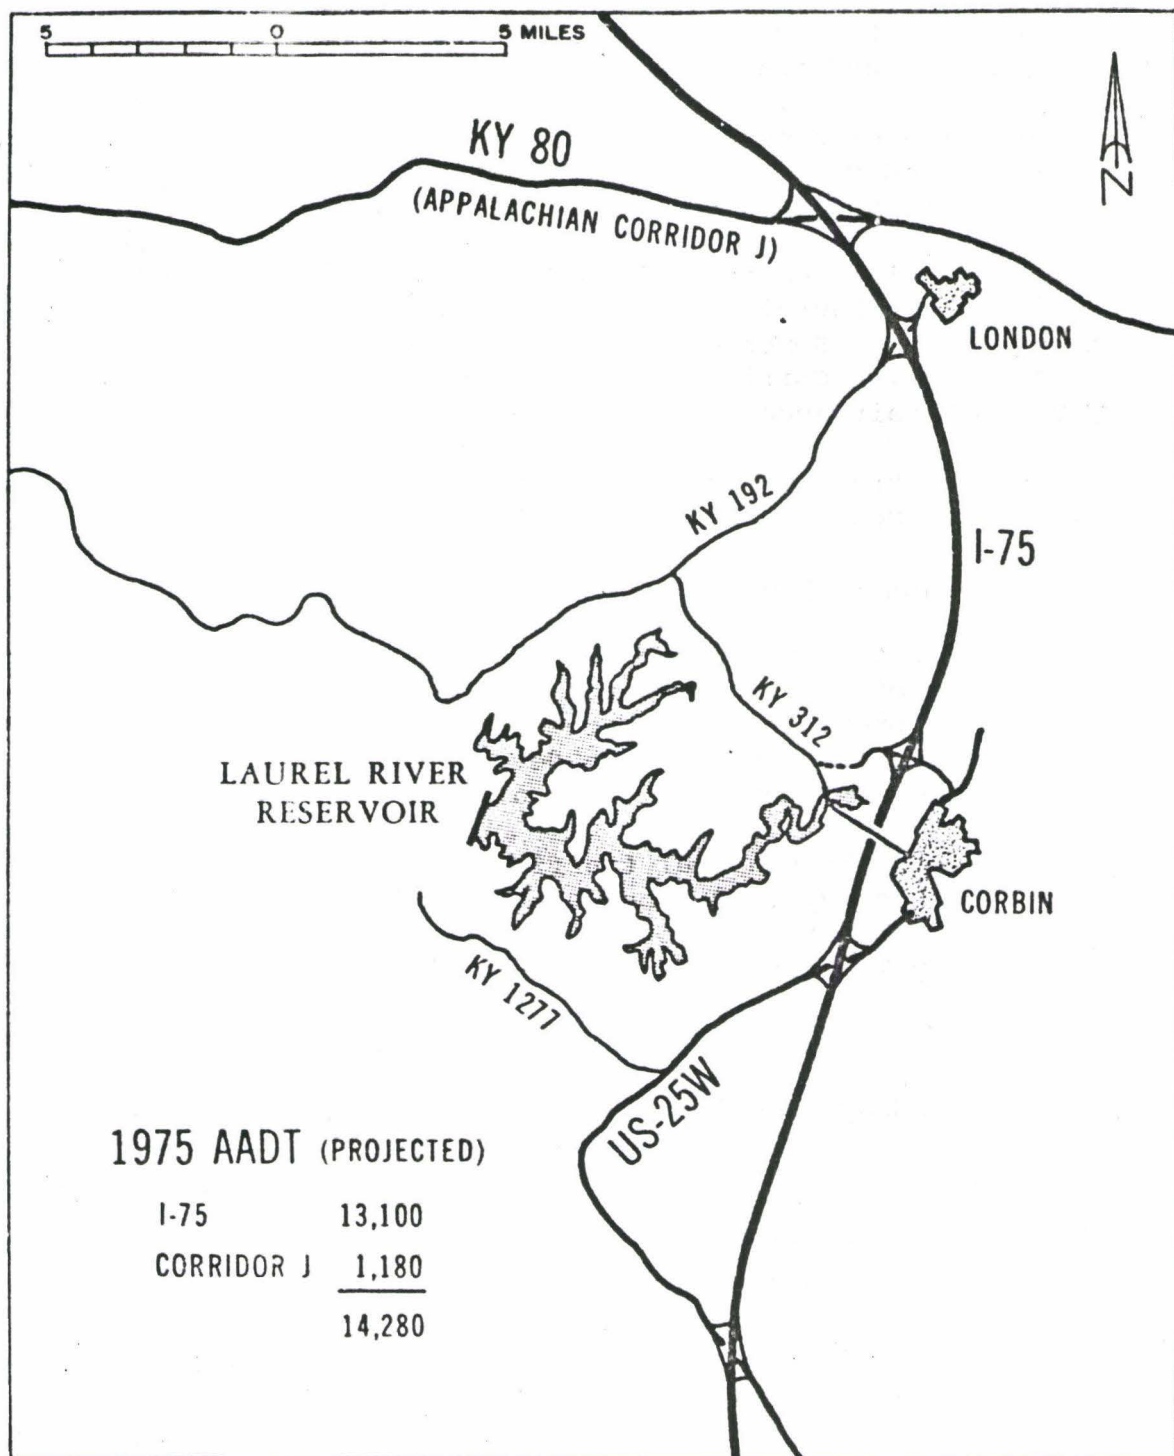 5 0 5 MILES
N
KY 80
(APPALACHIAN CORRIDOR J)
LONDON
KY 192
I-75
KY 312
LAUREL RIVER
RESERVOIR
CORBIN
KY 1277
US-25W
1975 AADT (PROJECTED)
I-75 13,100
CORRIDOR J 1,180
14,280